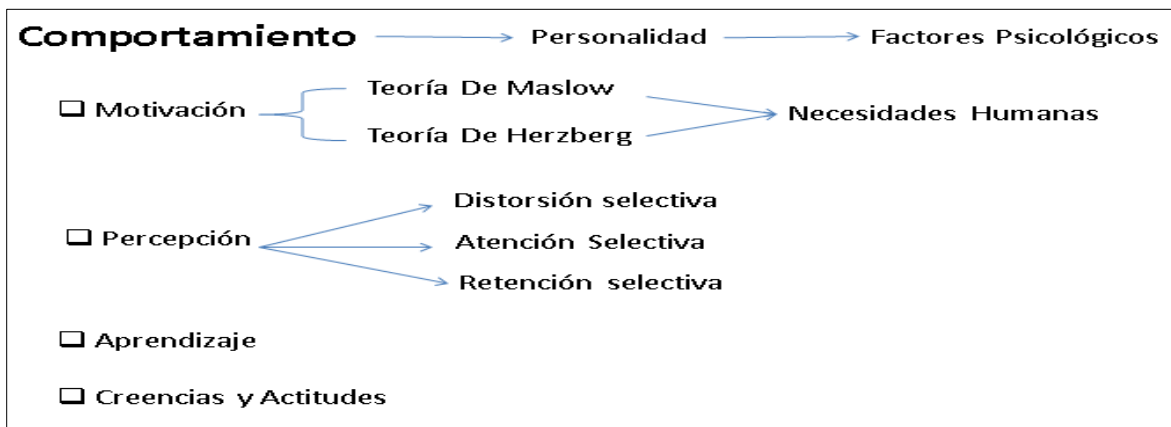 Comportamiento Personalidad Factores Psicológicos
Teoría De Maslow
Motivación Necesidades Humanas
Teoría De Herzberg
Distorsión selectiva
Percepción Atención Selectiva
Retención selectiva
Aprendizaje
Creencias y Actitudes